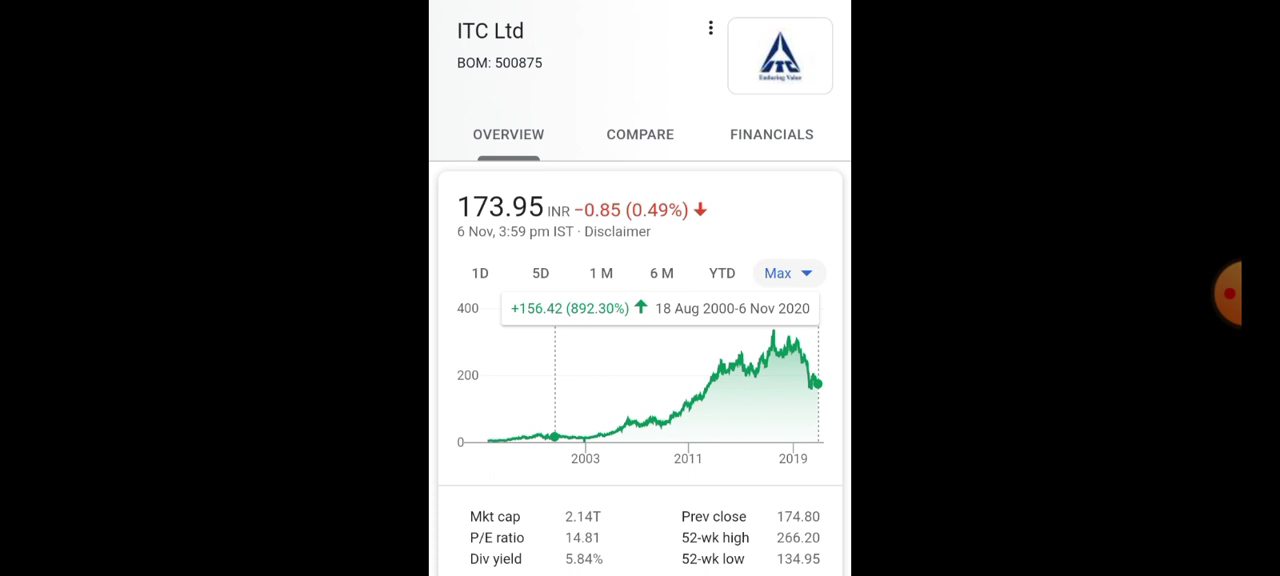 ITC Ltd
BOM: 500875
ITC
Enduring Value
OVERVIEW COMPARE FINANCIALS
173.95 INR −0.85 (0.49%)
6 Nov, 3:59 pm IST · Disclaimer
1D 5D 1 M 6 M YTD Max
400 +156.42 (892.30%) 18 Aug 2000-6 Nov 2020
200
0
2003 2011 2019
Mkt cap 2.14T Prev close 174.80
P/E ratio 14.81 52-wk high 266.20
Div yield 5.84% 52-wk low 134.95